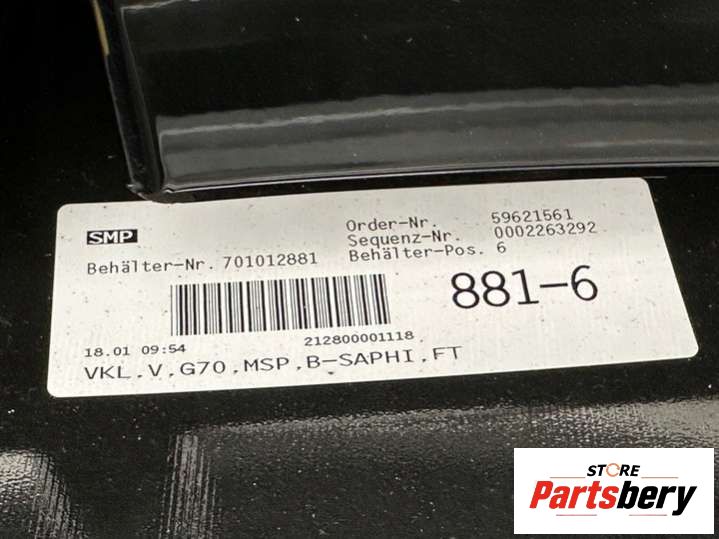 SMP
Order-Nr. 59621561
Sequenz-Nr. 0002263292
Behälter-Nr. 701012881 Behälter-Pos. 6
881-6
212800001118
18.01 09:54
VKL.V.G70.MSP.B-SAPHI.FT
STORE
Partsbery